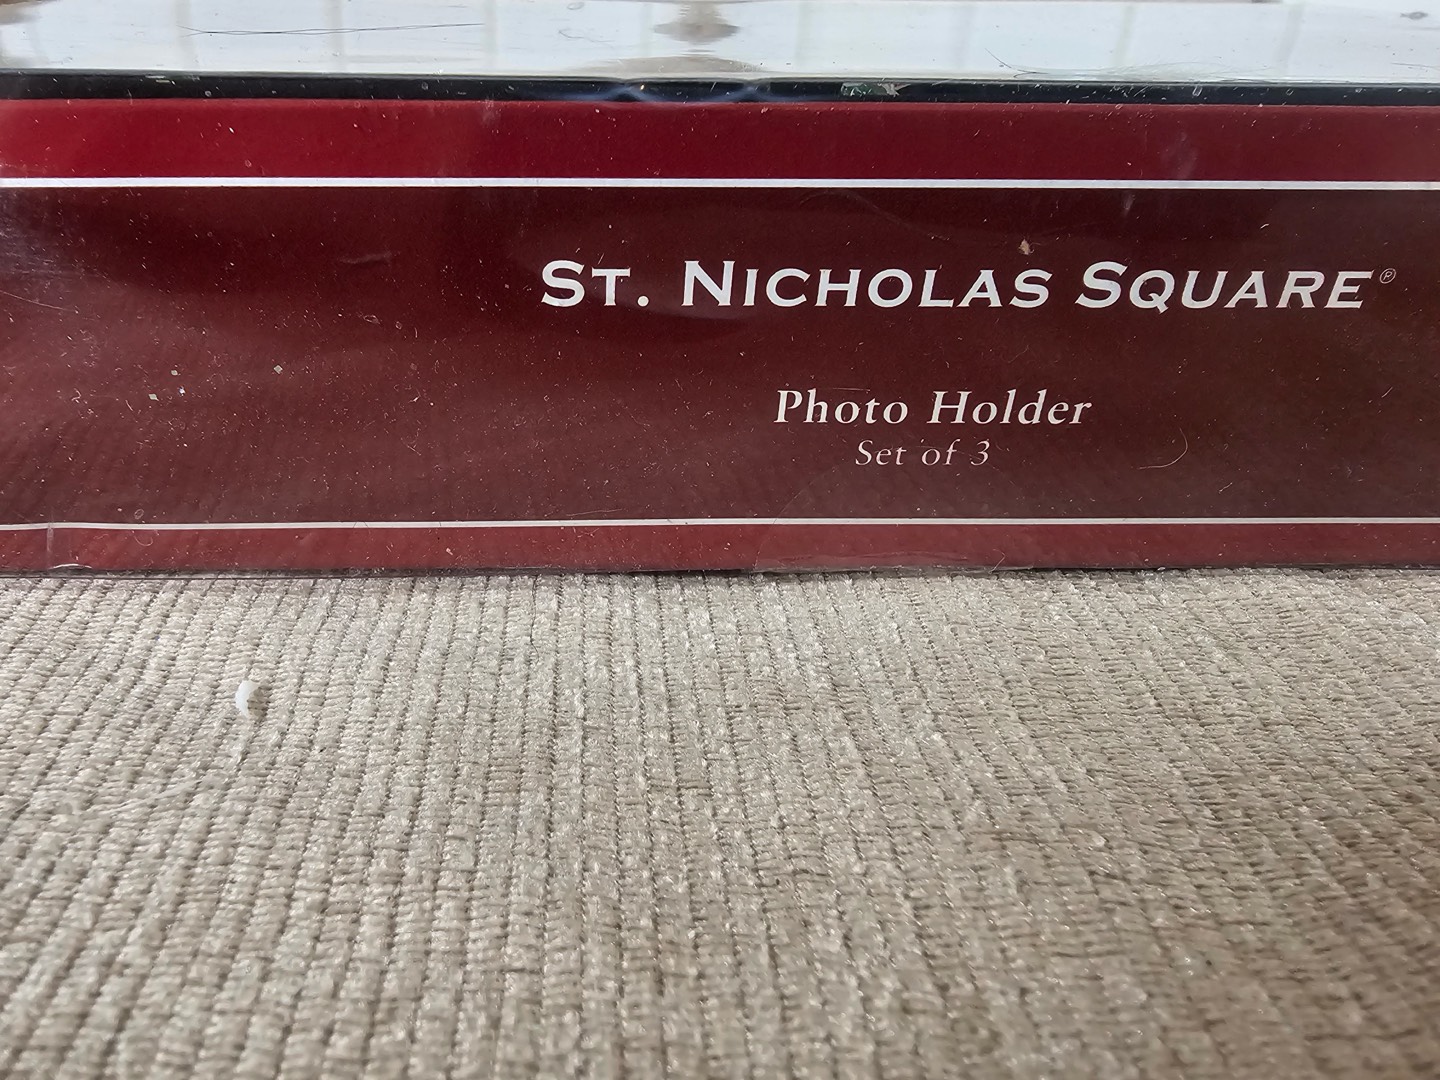 ST. NICHOLAS SQUARE®
Photo Holder
Set of 3